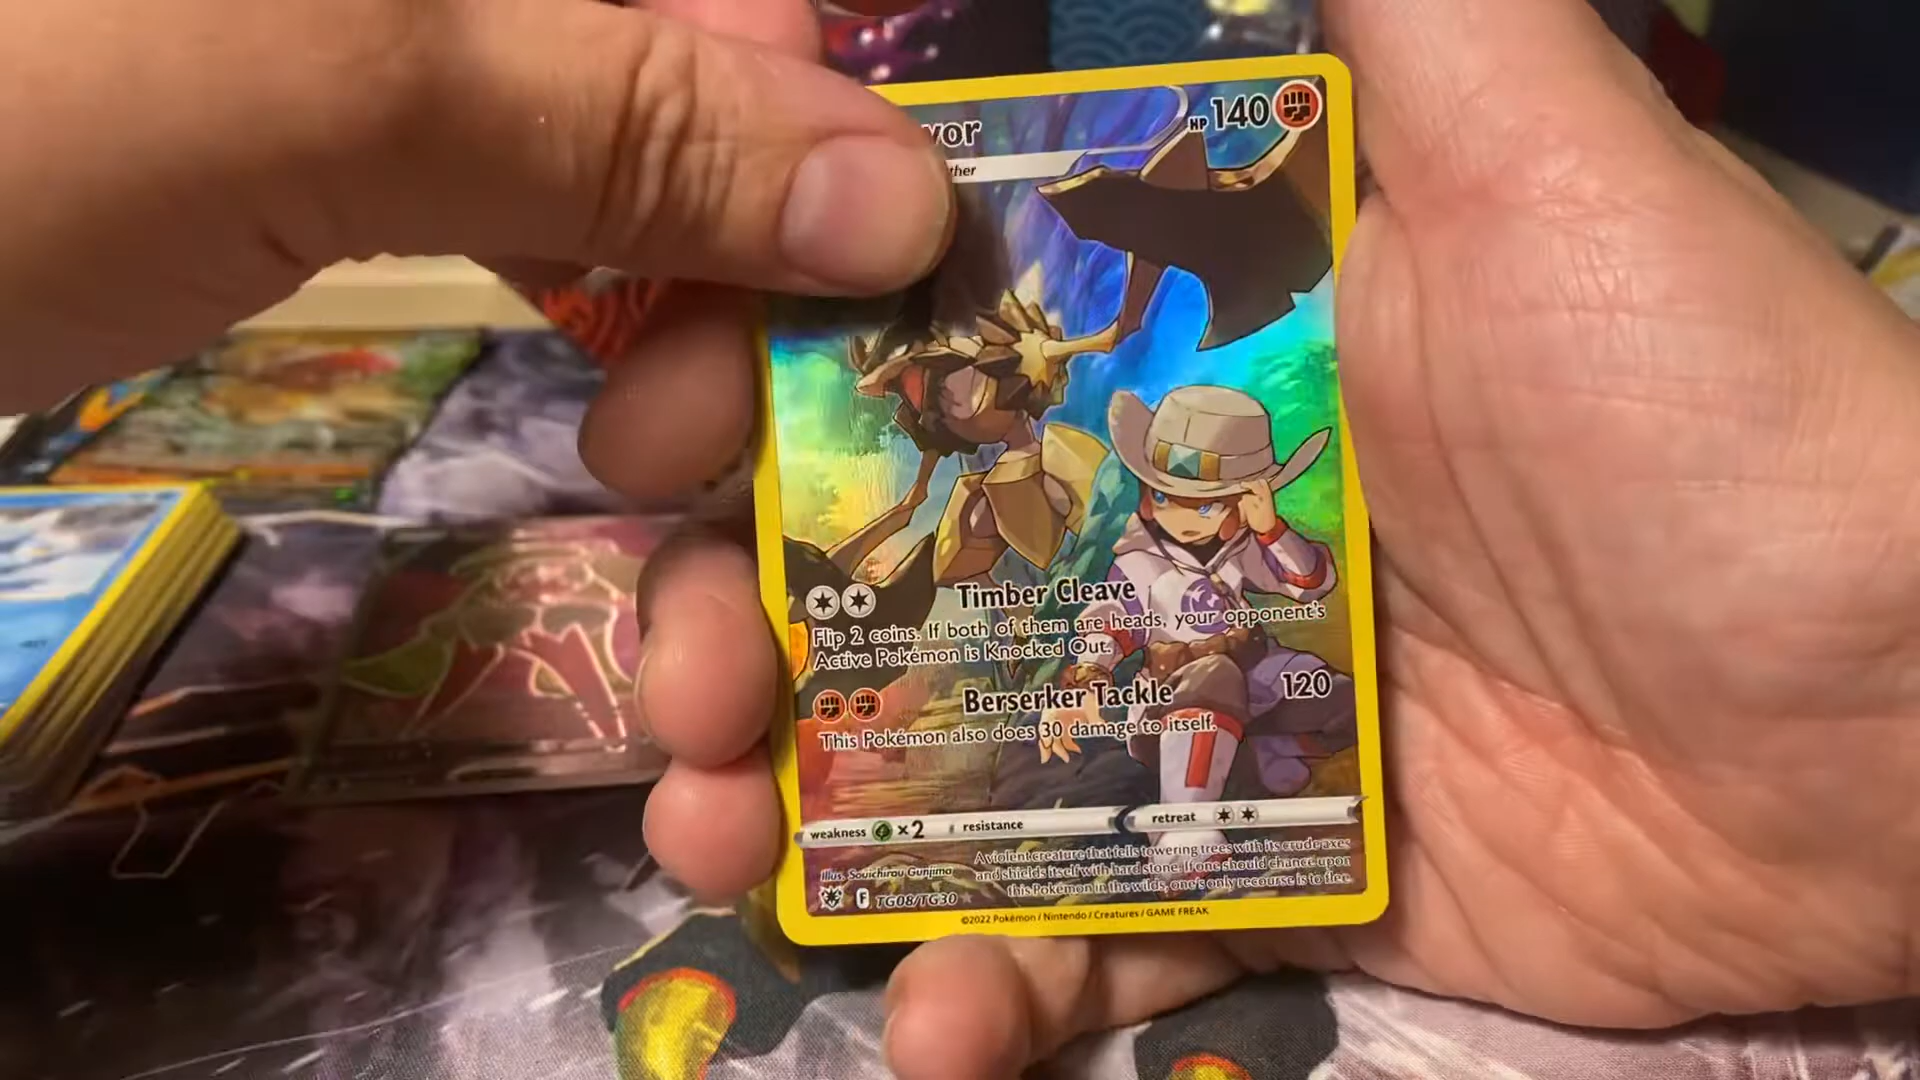 vor
HP 140
ther
Timber Cleave
Flip 2 coins. If both of them are heads, your opponent's
Active Pokémon is Knocked Out.
Berserker Tackle 120
This Pokémon also does 30 damage to itself.
weakness ×2 resistance retreat
A violent creature that fells towering trees with its crude axes
and shields itself with hard stone. If one should chance upon
this Pokémon in the wilds, one's only recourse is to flee.
Illus. Souichirou Gunjima
F TG08/TG30
©2022 Pokémon / Nintendo / Creatures / GAME FREAK